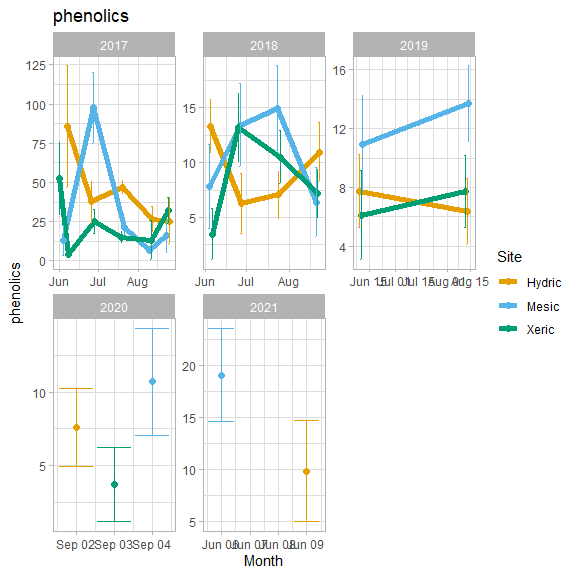 phenolics
2017
2018
2019
125
100
75
50
25
0
15
10
5
16
12
8
4
Jun Jul Aug
Jun Jul Aug
Jun 15 Jul 01 Jul 15 Aug 01 Aug 15
phenolics
Site
Hydric
Mesic
Xeric
2020
2021
10
5
20
15
10
5
Sep 02 Sep 03 Sep 04
Jun 06 Jun 07 Jun 08 Jun 09
Month